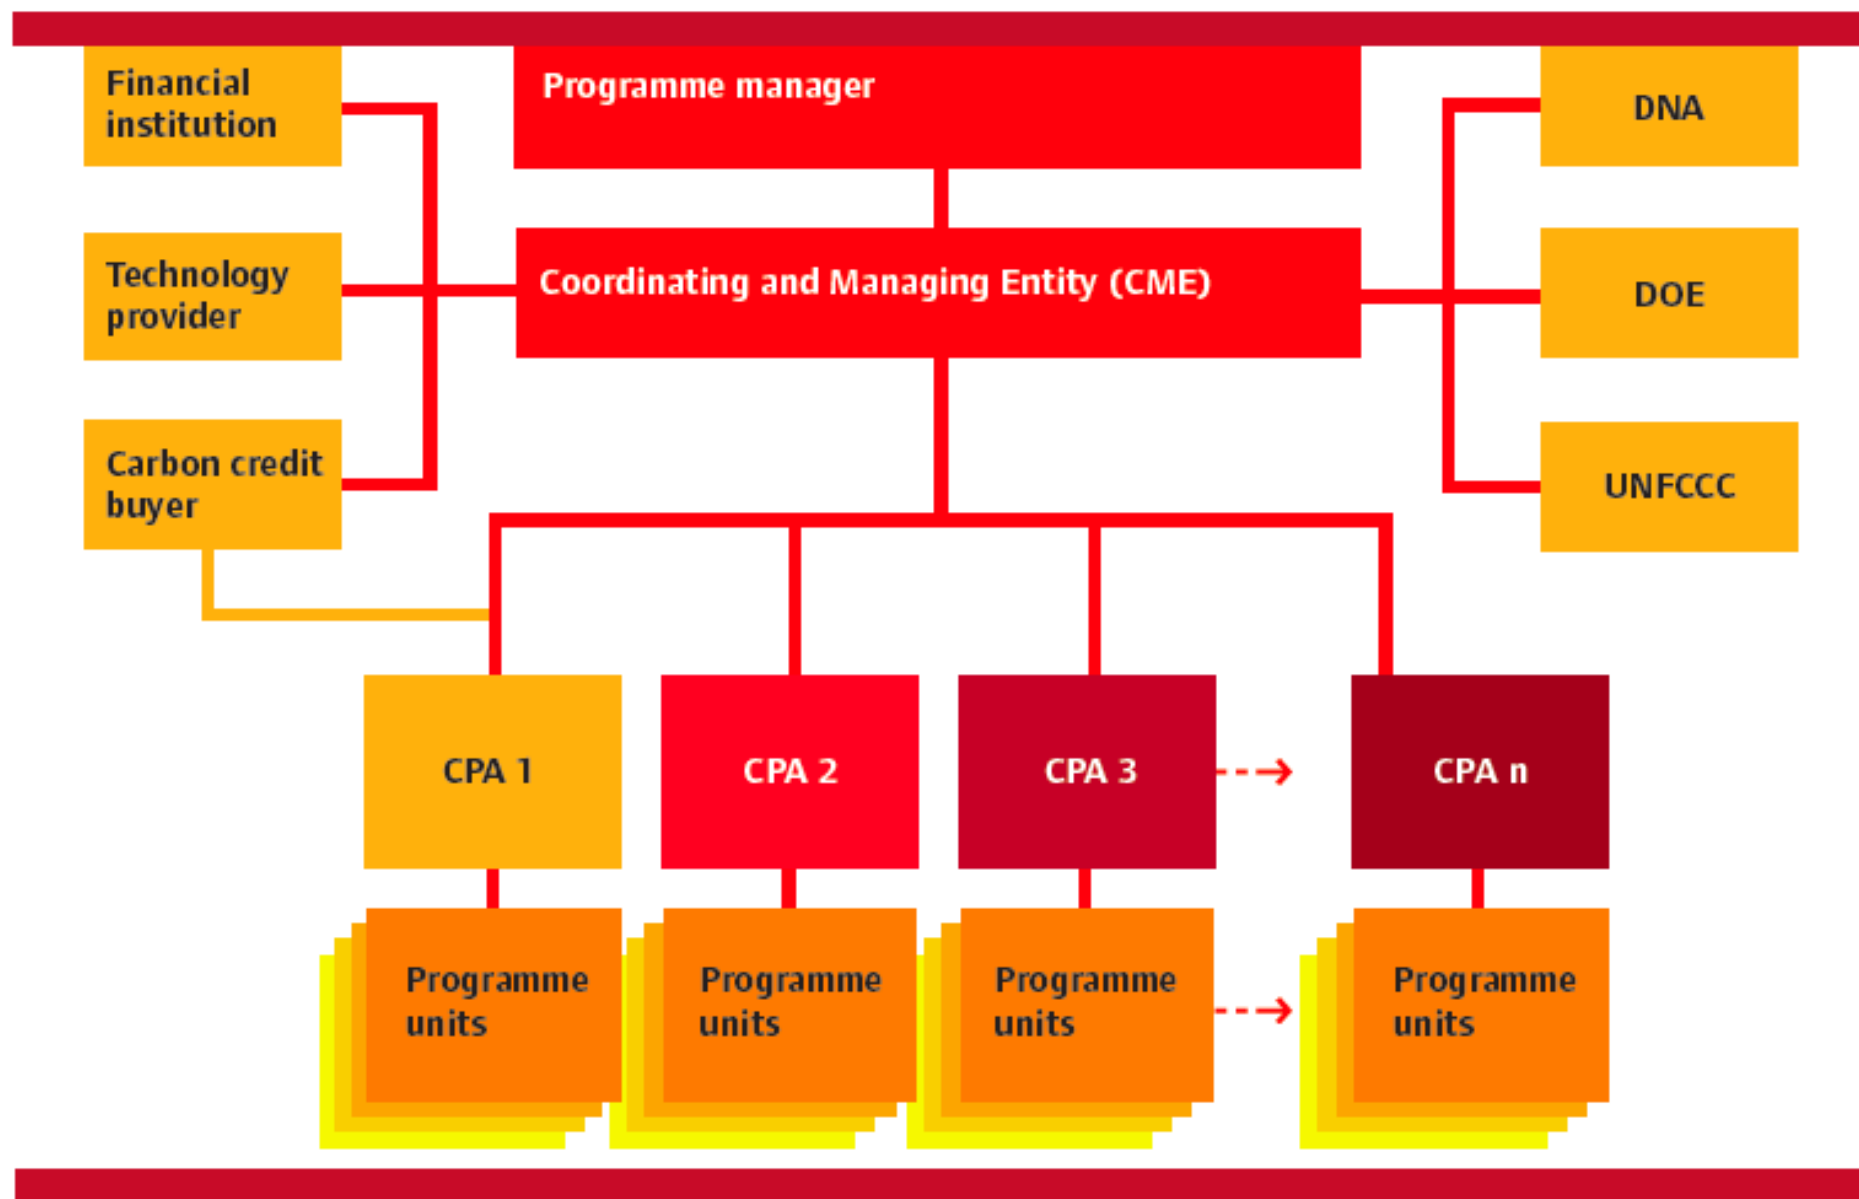 Financial
institution
Programme manager
DNA
Technology
provider
Coordinating and Managing Entity (CME)
DOE
Carbon credit
buyer
UNFCCC
CPA 1
CPA 2
CPA 3
CPA n
Programme
units
Programme
units
Programme
units
Programme
units